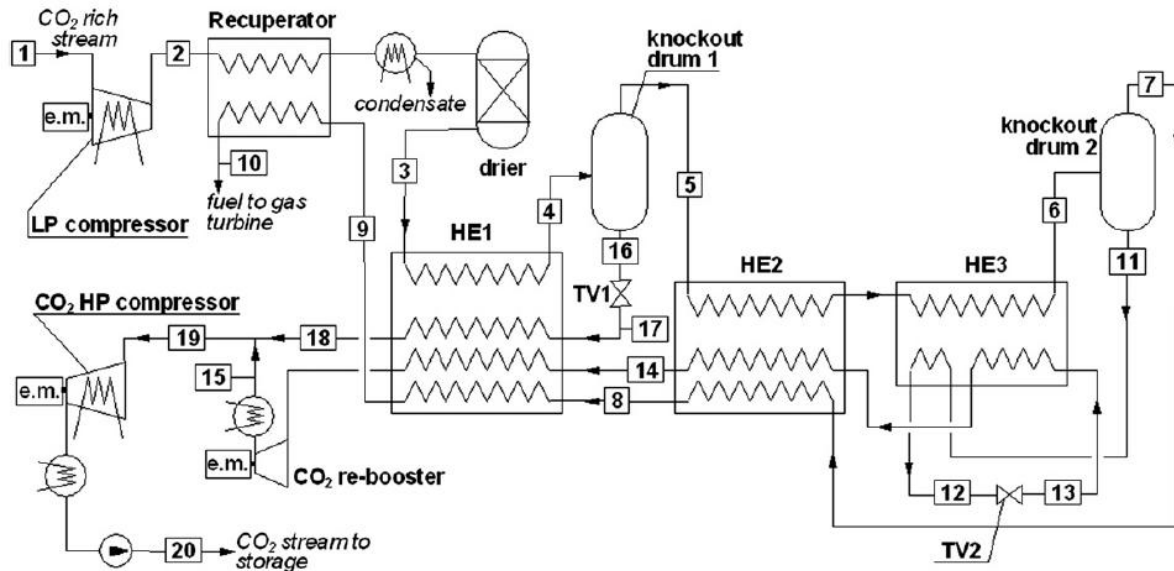 CO2 rich
stream
1
2
Recuperator
e.m.
LP compressor
condensate
drier
10
fuel to gas
turbine
9
3
4
knockout
drum 1
5
16
TV1
17
HE1
HE2
HE3
7
knockout
drum 2
6
11
CO2 HP compressor
19
18
14
8
15
e.m.
e.m.
CO2 re-booster
12
13
TV2
20
CO2 stream to
storage